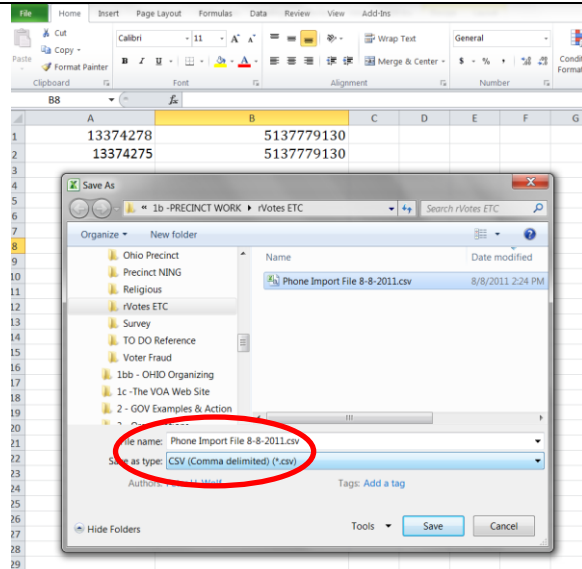 File Home Insert Page Layout Formulas Data Review View Add-Ins
Cut
Copy
Format Painter
Paste
Calibri 11 A A
B I U A
Wrap Text
Merge & Center
General
$ % ,
Clipboard Font Alignment Number
B8 fx
A B C D E F G
1 13374278 5137779130
2 13374275 5137779130
3
4
5
6
7
8
9
10
11
12
13
14
15
16
17
18
19
20
21
22
23
24
25
26
27
28
29
Save As
« 1b -PRECINCT WORK rVotes ETC Search rVotes ETC
Organize New folder
Name Date modified
Ohio Precinct
Precinct NING
Religious
rVotes ETC
Survey
TO DO Reference
Voter Fraud
1bb - OHIO Organizing
1c -The VOA Web Site
2 - GOV Examples & Action
Phone Import File 8-8-2011.csv 8/8/2011 2:24 PM
File name: Phone Import File 8-8-2011.csv
Save as type: CSV (Comma delimited) (*.csv)
Authors: Tags: Add a tag
Hide Folders Tools Save Cancel